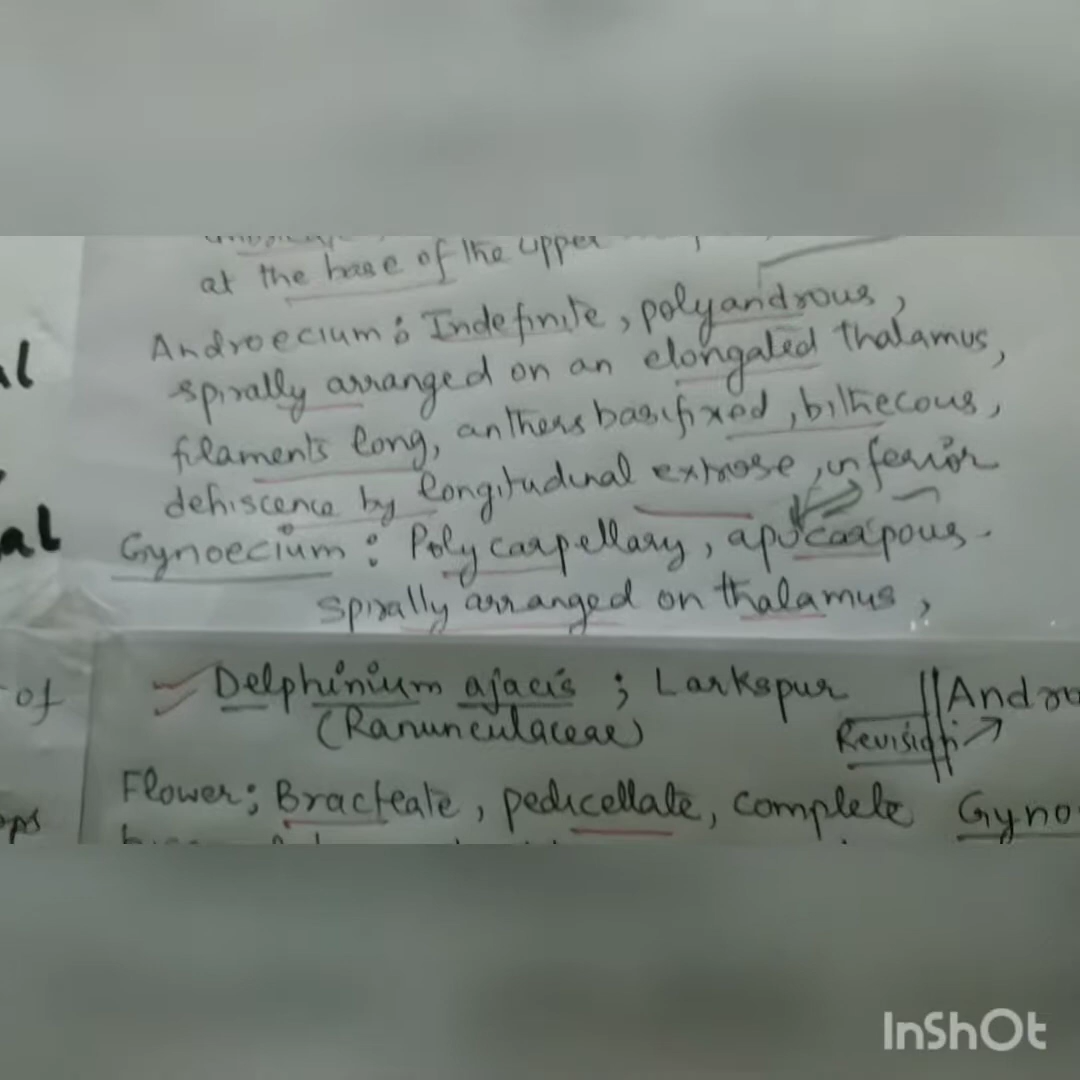 at the base of the upper
Androecium : Indefinite, polyandrous,
spirally arranged on an elongated thalamus,
filaments long, anthers basifixed, bithecous,
dehiscence by longitudinal extrose, inferior
Gynoecium : Polycarpellary, apocarpous.
spirally arranged on thalamus,
al
al
Delphinium ajacis ; Larkspur
(Ranunculaceae)
Revision
Andro
of
Flower; Bracteate, pedicellate, complete
Gyno
ops
InShOt